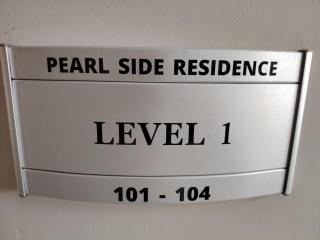 PEARL SIDE RESIDENCE
LEVEL 1
101 - 104